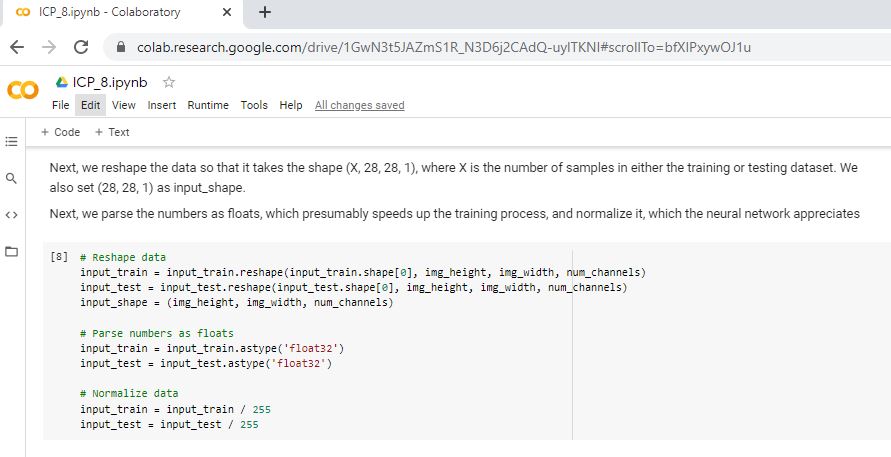 ICP_8.ipynb - Colaboratory
colab.research.google.com/drive/1GwN3t5JAZmS1R_N3D6j2CAdQ-uyITKNI#scrollTo=bfXlPxywOJ1u
ICP_8.ipynb
File Edit View Insert Runtime Tools Help All changes saved
+ Code + Text
Next, we reshape the data so that it takes the shape (X, 28, 28, 1), where X is the number of samples in either the training or testing dataset. We
also set (28, 28, 1) as input_shape.
Next, we parse the numbers as floats, which presumably speeds up the training process, and normalize it, which the neural network appreciates
[8] # Reshape data
input_train = input_train.reshape(input_train.shape[0], img_height, img_width, num_channels)
input_test = input_test.reshape(input_test.shape[0], img_height, img_width, num_channels)
input_shape = (img_height, img_width, num_channels)
# Parse numbers as floats
input_train = input_train.astype('float32')
input_test = input_test.astype('float32')
# Normalize data
input_train = input_train / 255
input_test = input_test / 255